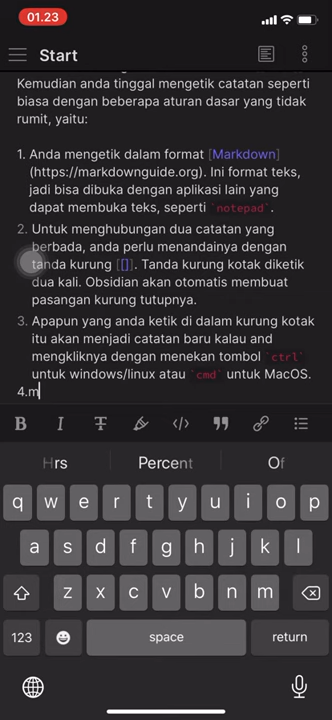 01.23
Start
Kemudian anda tinggal mengetik catatan seperti
biasa dengan beberapa aturan dasar yang tidak
rumit, yaitu:
1. Anda mengetik dalam format [Markdown]
(https://markdownguide.org). Ini format teks,
jadi bisa dibuka dengan aplikasi lain yang
dapat membuka teks, seperti `notepad`.
2. Untuk menghubungan dua catatan yang
berbada, anda perlu menandainya dengan
tanda kurung [[]]. Tanda kurung kotak diketik
dua kali. Obsidian akan otomatis membuat
pasangan kurung tutupnya.
3. Apapun yang anda ketik di dalam kurung kotak
itu akan menjadi catatan baru kalau and
mengkliknya dengan menekan tombol `ctrl`
untuk windows/linux atau `cmd` untuk MacOS.
4.m
B I T </>
Hrs Percent Of
q w e r t y u i o p
a s d f g h j k l
z x c v b n m
123 space return